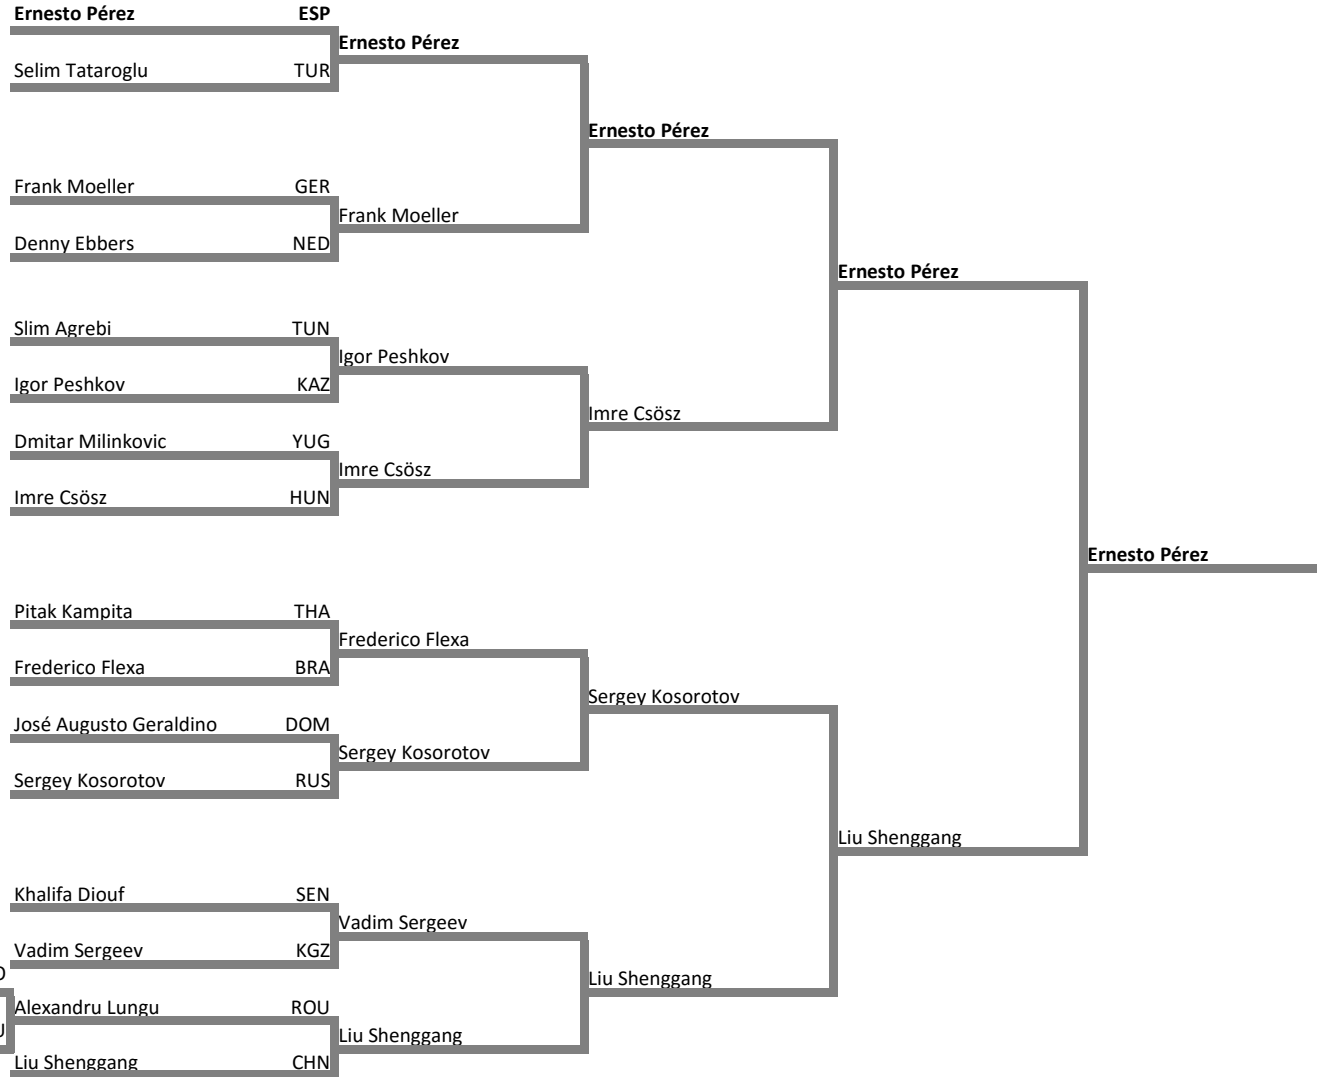 Ernesto Pérez ESP
Ernesto Pérez
Selim Tataroglu TUR
Ernesto Pérez
Frank Moeller GER
Frank Moeller
Denny Ebbers NED
Ernesto Pérez
Slim Agrebi TUN
Igor Peshkov
Igor Peshkov KAZ
Imre Csösz
Dmitar Milinkovic YUG
Imre Csösz
Imre Csösz HUN
Ernesto Pérez
Pitak Kampita THA
Frederico Flexa
Frederico Flexa BRA
Sergey Kosorotov
José Augusto Geraldino DOM
Sergey Kosorotov
Sergey Kosorotov RUS
Liu Shenggang
Khalifa Diouf SEN
Vadim Sergeev
Vadim Sergeev KGZ
Liu Shenggang
Alexandru Lungu ROU
Liu Shenggang
Liu Shenggang CHN